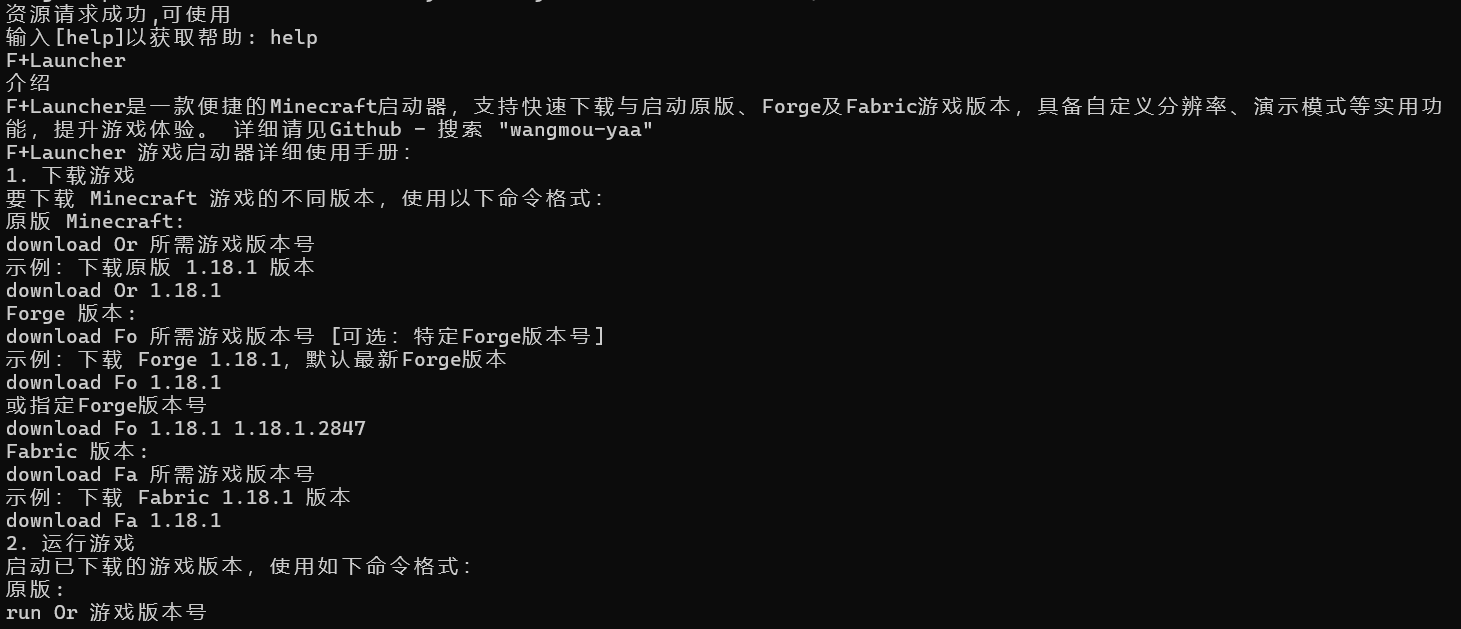 资源请求成功,可使用
输入[help]以获取帮助: help
F+Launcher
介绍
F+Launcher是一款便捷的Minecraft启动器，支持快速下载与启动原版、Forge及Fabric游戏版本，具备自定义分辨率、演示模式等实用功
能，提升游戏体验。 详细请见Github - 搜索 "wangmou-yaa"
F+Launcher 游戏启动器详细使用手册：
1. 下载游戏
要下载 Minecraft 游戏的不同版本，使用以下命令格式：
原版 Minecraft:
download Or 所需游戏版本号
示例：下载原版 1.18.1 版本
download Or 1.18.1
Forge 版本：
download Fo 所需游戏版本号 [可选：特定Forge版本号]
示例：下载 Forge 1.18.1，默认最新Forge版本
download Fo 1.18.1
或指定Forge版本号
download Fo 1.18.1 1.18.1.2847
Fabric 版本：
download Fa 所需游戏版本号
示例：下载 Fabric 1.18.1 版本
download Fa 1.18.1
2. 运行游戏
启动已下载的游戏版本，使用如下命令格式：
原版：
run Or 游戏版本号